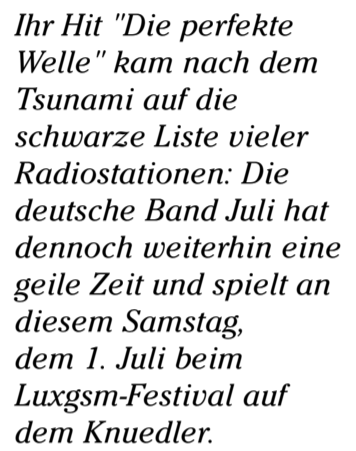 Ihr Hit "Die perfekte
Welle" kam nach dem
Tsunami auf die
schwarze Liste vieler
Radiostationen: Die
deutsche Band Juli hat
dennoch weiterhin eine
geile Zeit und spielt an
diesem Samstag,
dem 1. Juli beim
Luxgsm-Festival auf
dem Knuedler.